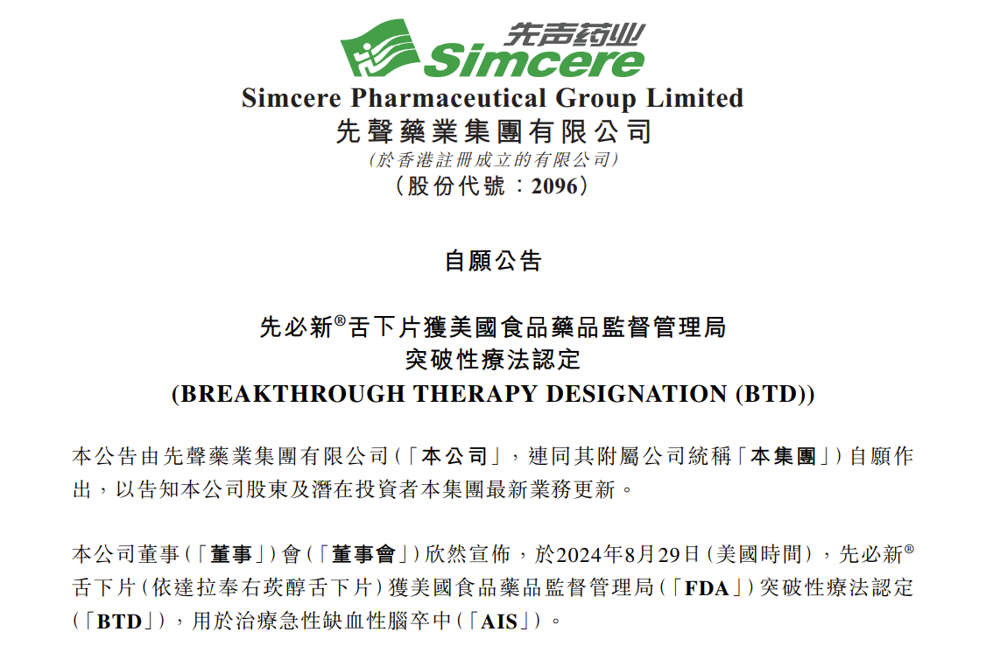 先声药业
Simcere
Simcere Pharmaceutical Group Limited
先聲藥業集團有限公司
(於香港註冊成立的有限公司)
（股份代號：2096）
自願公告
先必新®舌下片獲美國食品藥品監督管理局
突破性療法認定
(BREAKTHROUGH THERAPY DESIGNATION (BTD))
本公告由先聲藥業集團有限公司(「本公司」，連同其附屬公司統稱「本集團」)自願作
出，以告知本公司股東及潛在投資者本集團最新業務更新。
本公司董事(「董事」)會(「董事會」)欣然宣佈，於2024年8月29日(美國時間)，先必新®
舌下片(依達拉奉右莰醇舌下片)獲美國食品藥品監督管理局(「FDA」)突破性療法認定
(「BTD」)，用於治療急性缺血性腦卒中(「AIS」)。